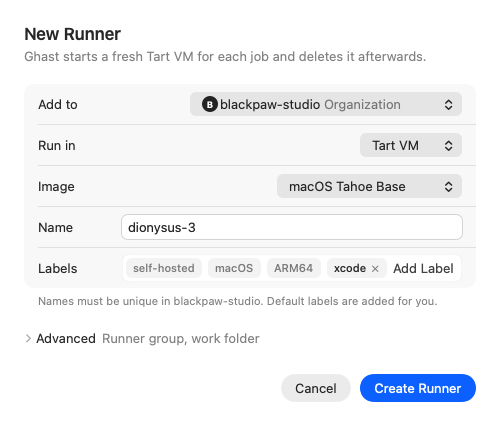 New Runner
Ghast starts a fresh Tart VM for each job and deletes it afterwards.
Add to B blackpaw-studio Organization
Run in Tart VM
Image macOS Tahoe Base
Name dionysus-3
Labels self-hosted macOS ARM64 xcode × Add Label
Names must be unique in blackpaw-studio. Default labels are added for you.
Advanced Runner group, work folder
Cancel Create Runner